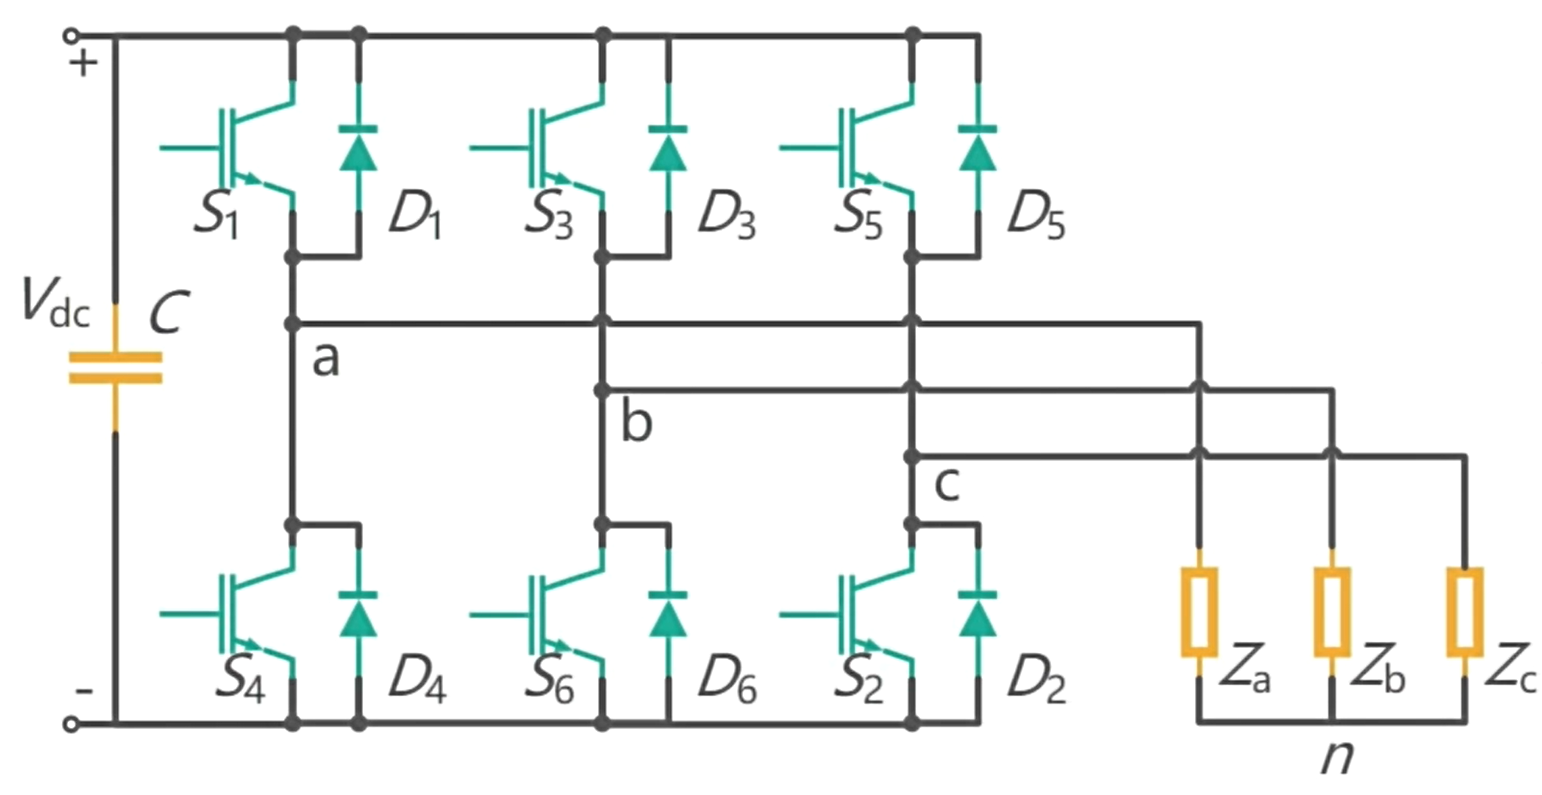 +
S1 D1 S3 D3 S5 D5
Vdc C
a
b
c
-
S4 D4 S6 D6 S2 D2
Za Zb Zc
n